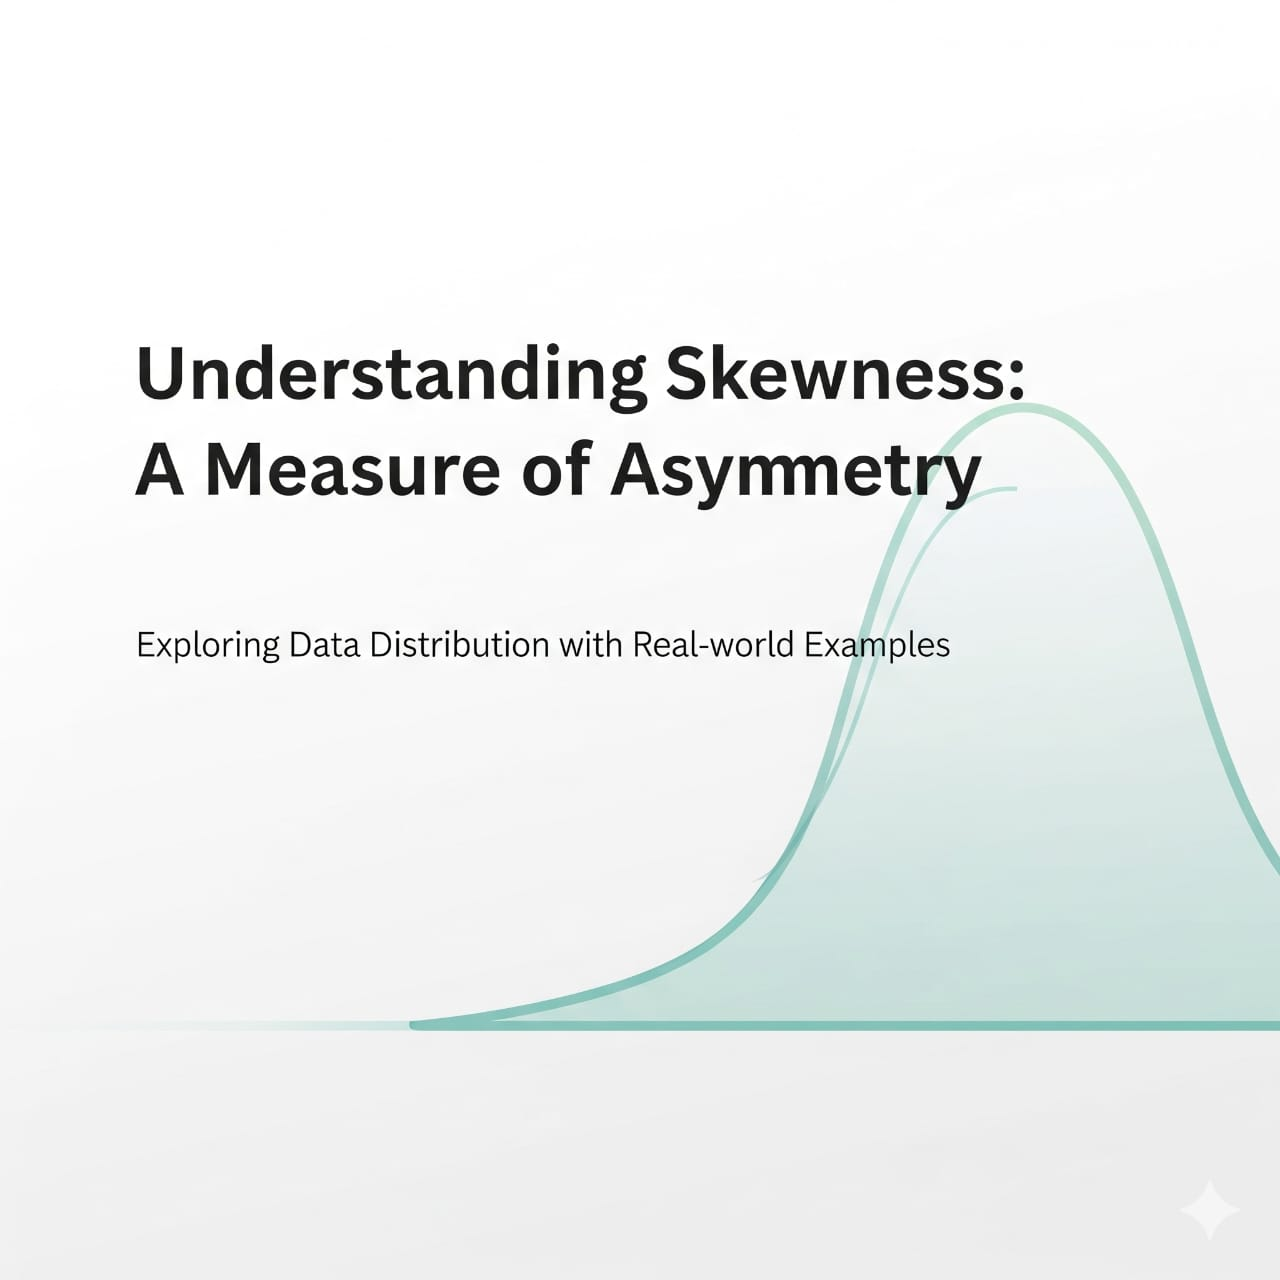 Understanding Skewness:
A Measure of Asymmetry
Exploring Data Distribution with Real-world Examples